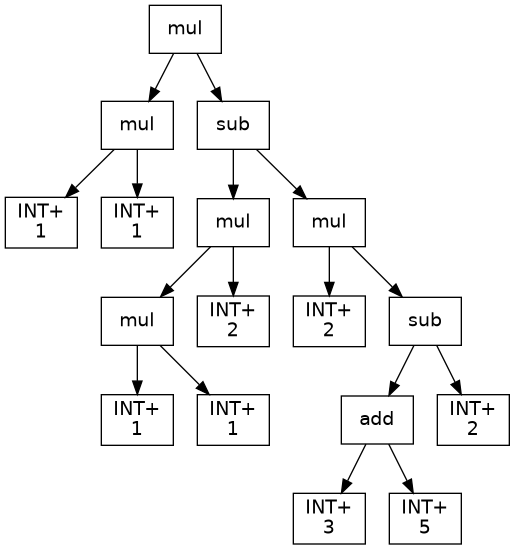 mul
mul
sub
INT+
1
INT+
1
mul
mul
mul
INT+
2
INT+
2
sub
INT+
1
INT+
1
add
INT+
2
INT+
3
INT+
5